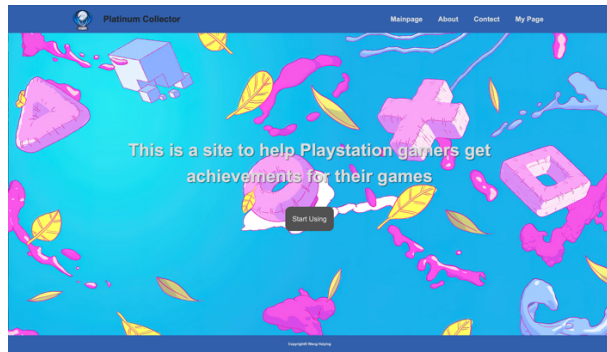 Platinum Collector
Mainpage About Contact My Page
This is a site to help Playstation gamers get
achievements for their games
Start Using